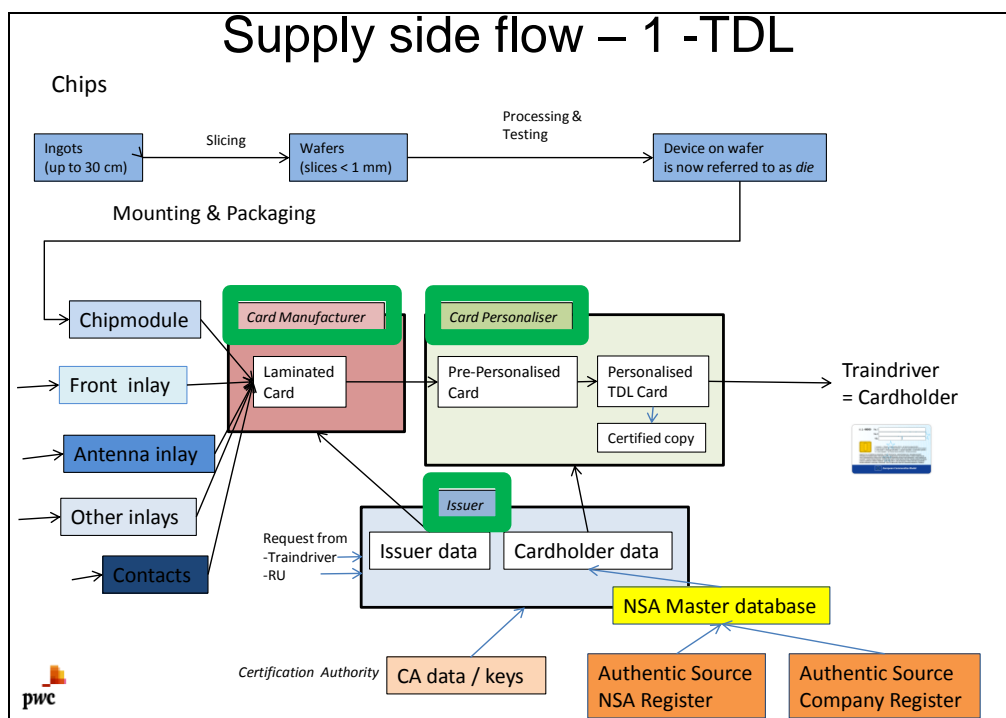 Supply side flow – 1 -TDL
Chips
Processing &
Testing
Slicing
Ingots
(up to 30 cm)
Wafers
(slices < 1 mm)
Device on wafer
is now referred to as die
Mounting & Packaging
Chipmodule
Front inlay
Antenna inlay
Other inlays
Contacts
Card Manufacturer
Laminated
Card
Card Personaliser
Pre-Personalised
Card
Personalised
TDL Card
Certified copy
Traindriver
= Cardholder
Issuer
Request from
-Traindriver
-RU
Issuer data
Cardholder data
NSA Master database
Certification Authority
CA data / keys
Authentic Source
NSA Register
Authentic Source
Company Register
pwc